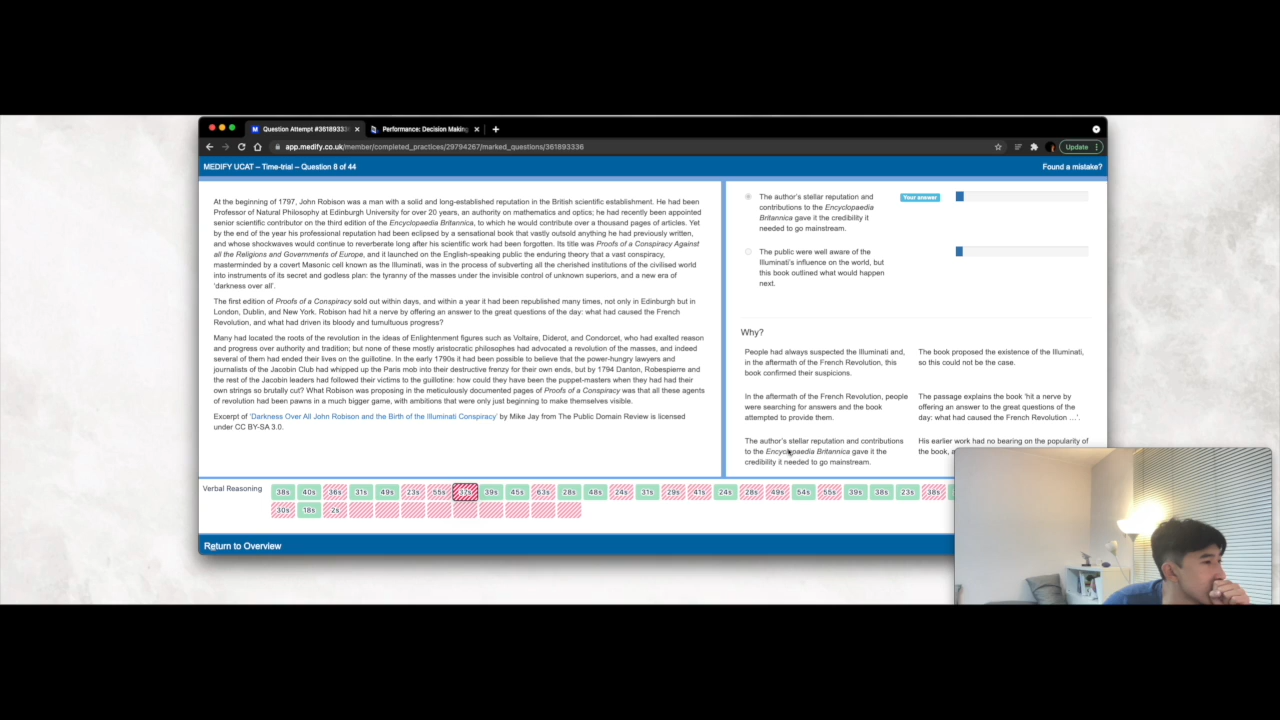 Question Attempt #36189333
Performance: Decision Making
app.medify.co.uk/member/completed_practices/29794267/marked_questions/361893336
Update
MEDIFY UCAT – Time-trial – Question 8 of 44
Found a mistake?
At the beginning of 1797, John Robison was a man with a solid and long-established reputation in the British scientific establishment. He had been
Professor of Natural Philosophy at Edinburgh University for over 20 years, an authority on mathematics and optics; he had recently been appointed
senior scientific contributor on the third edition of the Encyclopaedia Britannica, to which he would contribute over a thousand pages of articles. Yet
by the end of the year his professional reputation had been eclipsed by a sensational book that vastly outsold anything he had previously written,
and whose shockwaves would continue to reverberate long after his scientific work had been forgotten. Its title was Proofs of a Conspiracy Against
all the Religions and Governments of Europe, and it launched on the English-speaking public the enduring theory that a vast conspiracy,
masterminded by a covert Masonic cell known as the Illuminati, was in the process of subverting all the cherished institutions of the civilised world
into instruments of its secret and godless plan: the tyranny of the masses under the invisible control of unknown superiors, and a new era of
'darkness over all'.
The first edition of Proofs of a Conspiracy sold out within days, and within a year it had been republished many times, not only in Edinburgh but in
London, Dublin, and New York. Robison had hit a nerve by offering an answer to the great questions of the day: what had caused the French
Revolution, and what had driven its bloody and tumultuous progress?
Many had located the roots of the revolution in the ideas of Enlightenment figures such as Voltaire, Diderot, and Condorcet, who had exalted reason
and progress over authority and tradition; but none of these mostly aristocratic philosophers had advocated a revolution of the masses, and indeed
several of them had ended their lives on the guillotine. In the early 1790s it had been possible to believe that the power-hungry lawyers and
journalists of the Jacobin Club had whipped up the Paris mob into their destructive frenzy for their own ends, but by 1794 Danton, Robespierre and
the rest of the Jacobin leaders had followed their victims to the guillotine: how could they have been the puppet-masters when they had had their
own strings so brutally cut? What Robison was proposing in the meticulously documented pages of Proofs of a Conspiracy was that all these agents
of revolution had been pawns in a much bigger game, with ambitions that were only just beginning to make themselves visible.
Excerpt of 'Darkness Over All John Robison and the Birth of the Illuminati Conspiracy' by Mike Jay from The Public Domain Review is licensed
under CC BY-SA 3.0.
The author's stellar reputation and
contributions to the Encyclopaedia
Britannica gave it the credibility it
needed to go mainstream.
Your answer
The public were well aware of the
Illuminati's influence on the world, but
this book outlined what would happen
next.
Why?
People had always suspected the Illuminati and,
in the aftermath of the French Revolution, this
book confirmed their suspicions.
The book proposed the existence of the Illuminati,
so this could not be the case.
In the aftermath of the French Revolution, people
were searching for answers and the book
attempted to provide them.
The passage explains the book 'hit a nerve by
offering an answer to the great questions of the
day: what had caused the French Revolution …'.
The author's stellar reputation and contributions
to the Encyclopaedia Britannica gave it the
credibility it needed to go mainstream.
His earlier work had no bearing on the popularity of
the book,
Verbal Reasoning
38s 40s 36s 31s 49s 23s 55s 39s 45s 63s 28s 48s 24s 31s 29s 41s 24s 28s 49s 54s 55s 39s 38s 23s 38s
30s 18s 2s
Return to Overview